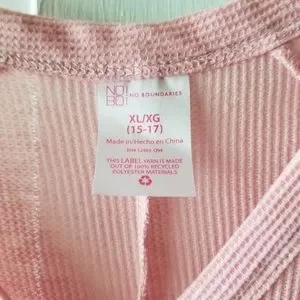 NO!
BO!
NO BOUNDARIES
XL/XG
(15-17)
Made in/Hecho en China
THIS LABEL YARN IS MADE
OUT OF 100% RECYCLED
POLYESTER MATERIALS